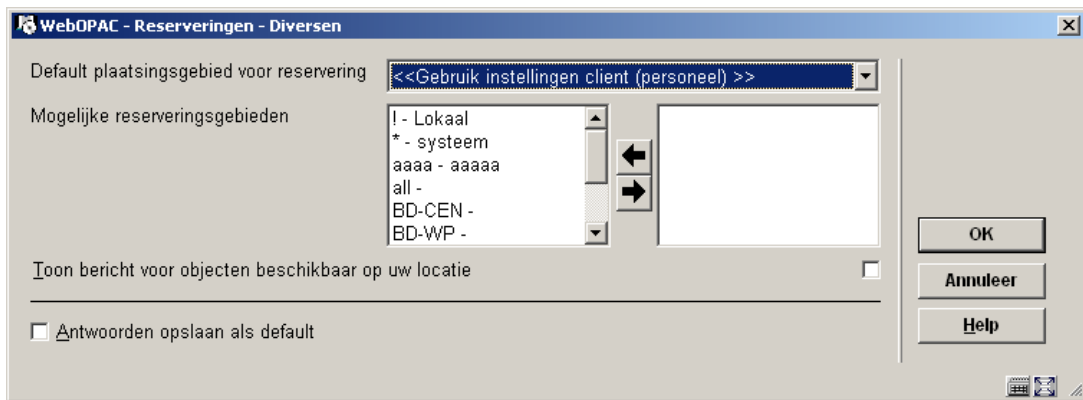 WebOPAC - Reserveringen - Diversen
Default plaatsingsgebied voor reservering
<<Gebruik instellingen client (personeel) >>
Mogelijke reserveringsgebieden
! - Lokaal
* - systeem
aaaa - aaaaa
all -
BD-CEN -
BD-WP -
OK
Toon bericht voor objecten beschikbaar op uw locatie
Annuleer
Antwoorden opslaan als default
Help